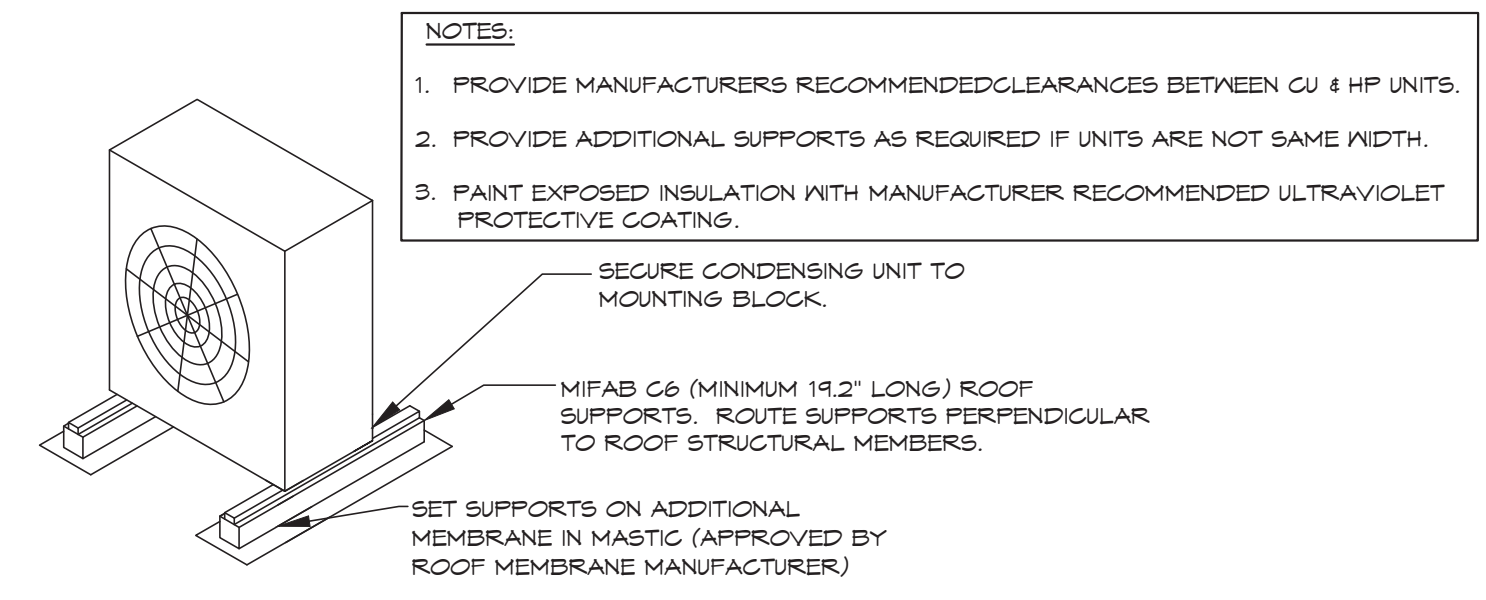 NOTES:
1. PROVIDE MANUFACTURERS RECOMMENDEDCLEARANCES BETWEEN CU & HP UNITS.
2. PROVIDE ADDITIONAL SUPPORTS AS REQUIRED IF UNITS ARE NOT SAME WIDTH.
3. PAINT EXPOSED INSULATION WITH MANUFACTURER RECOMMENDED ULTRAVIOLET
PROTECTIVE COATING.
SECURE CONDENSING UNIT TO
MOUNTING BLOCK.
MIFAB C6 (MINIMUM 19.2" LONG) ROOF
SUPPORTS. ROUTE SUPPORTS PERPENDICULAR
TO ROOF STRUCTURAL MEMBERS.
SET SUPPORTS ON ADDITIONAL
MEMBRANE IN MASTIC (APPROVED BY
ROOF MEMBRANE MANUFACTURER)